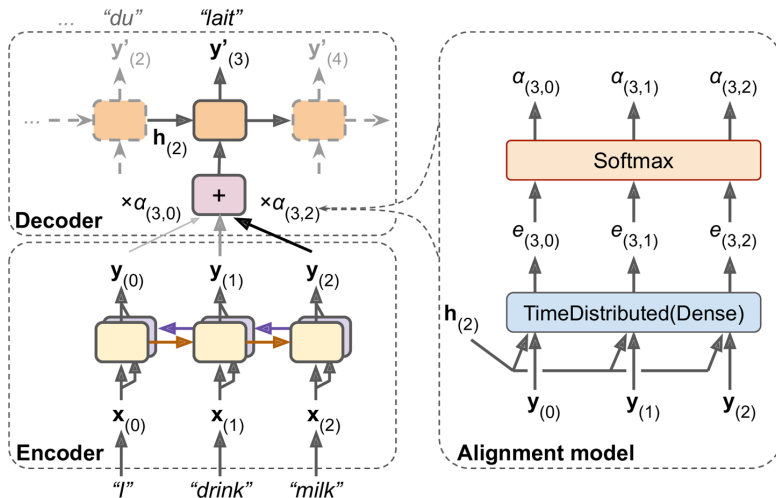 ... "du" "lait"
y'(2) y'(3) y'(4)
...
h(2)
+
×α(3,0) ×α(3,2)
Decoder
y(0) y(1) y(2)
x(0) x(1) x(2)
Encoder
"I" "drink" "milk"
α(3,0) α(3,1) α(3,2)
Softmax
e(3,0) e(3,1) e(3,2)
TimeDistributed(Dense)
h(2)
y(0) y(1) y(2)
Alignment model